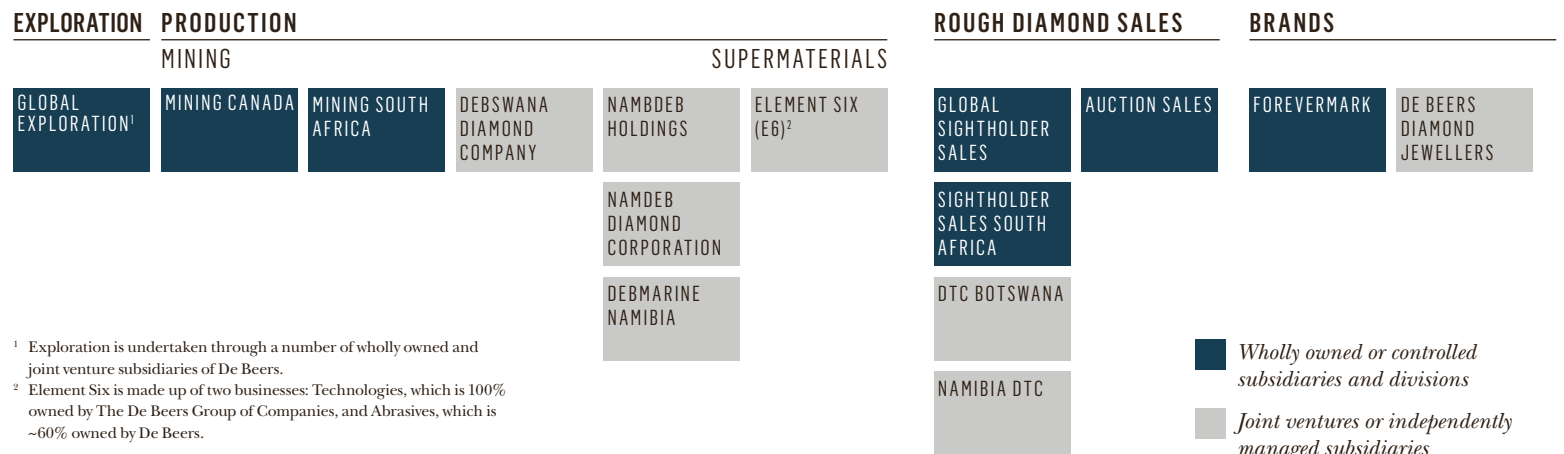 EXPLORATION
PRODUCTION
MINING
SUPERMATERIALS
GLOBAL
EXPLORATION¹
MINING CANADA
MINING SOUTH
AFRICA
DEBSWANA
DIAMOND
COMPANY
NAMBDEB
HOLDINGS
ELEMENT SIX
(E6)²
NAMDEB
DIAMOND
CORPORATION
DEBMARINE
NAMIBIA
ROUGH DIAMOND SALES
GLOBAL
SIGHTHOLDER
SALES
AUCTION SALES
SIGHTHOLDER
SALES SOUTH
AFRICA
DTC BOTSWANA
NAMIBIA DTC
BRANDS
FOREVERMARK
DE BEERS
DIAMOND
JEWELLERS
¹ Exploration is undertaken through a number of wholly owned and
joint venture subsidiaries of De Beers.
² Element Six is made up of two businesses: Technologies, which is 100%
owned by The De Beers Group of Companies, and Abrasives, which is
~60% owned by De Beers.
Wholly owned or controlled
subsidiaries and divisions
Joint ventures or independently
managed subsidiaries